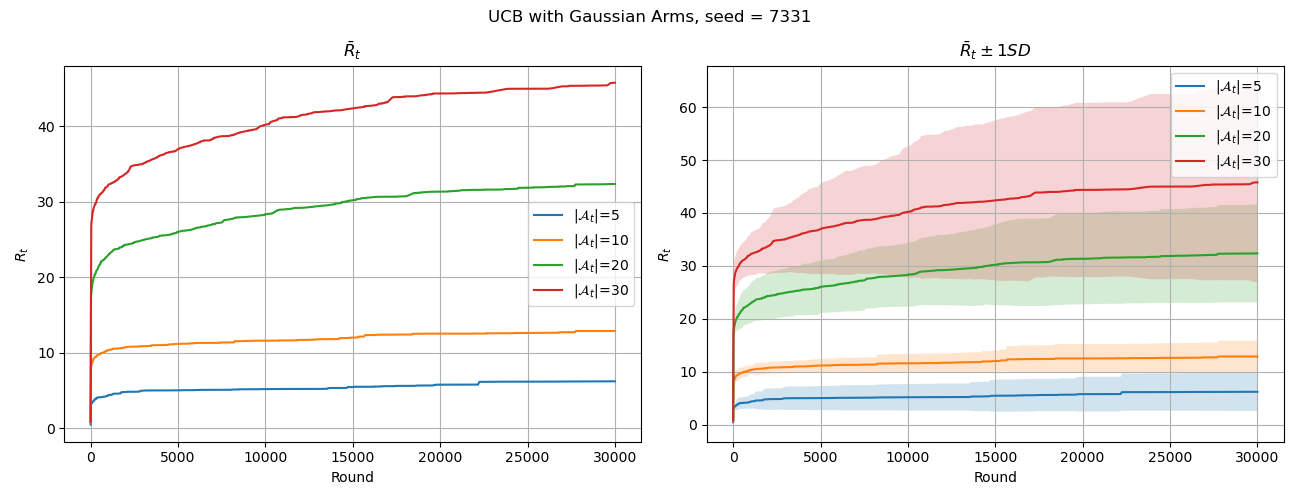 UCB with Gaussian Arms, seed = 7331
R̄ₜ
40
30
20
10
0
Rₜ
0 5000 10000 15000 20000 25000 30000
Round
|𝒜ₜ|=5
|𝒜ₜ|=10
|𝒜ₜ|=20
|𝒜ₜ|=30
R̄ₜ ± 1SD
60
50
40
30
20
10
0
Rₜ
0 5000 10000 15000 20000 25000 30000
Round
|𝒜ₜ|=5
|𝒜ₜ|=10
|𝒜ₜ|=20
|𝒜ₜ|=30